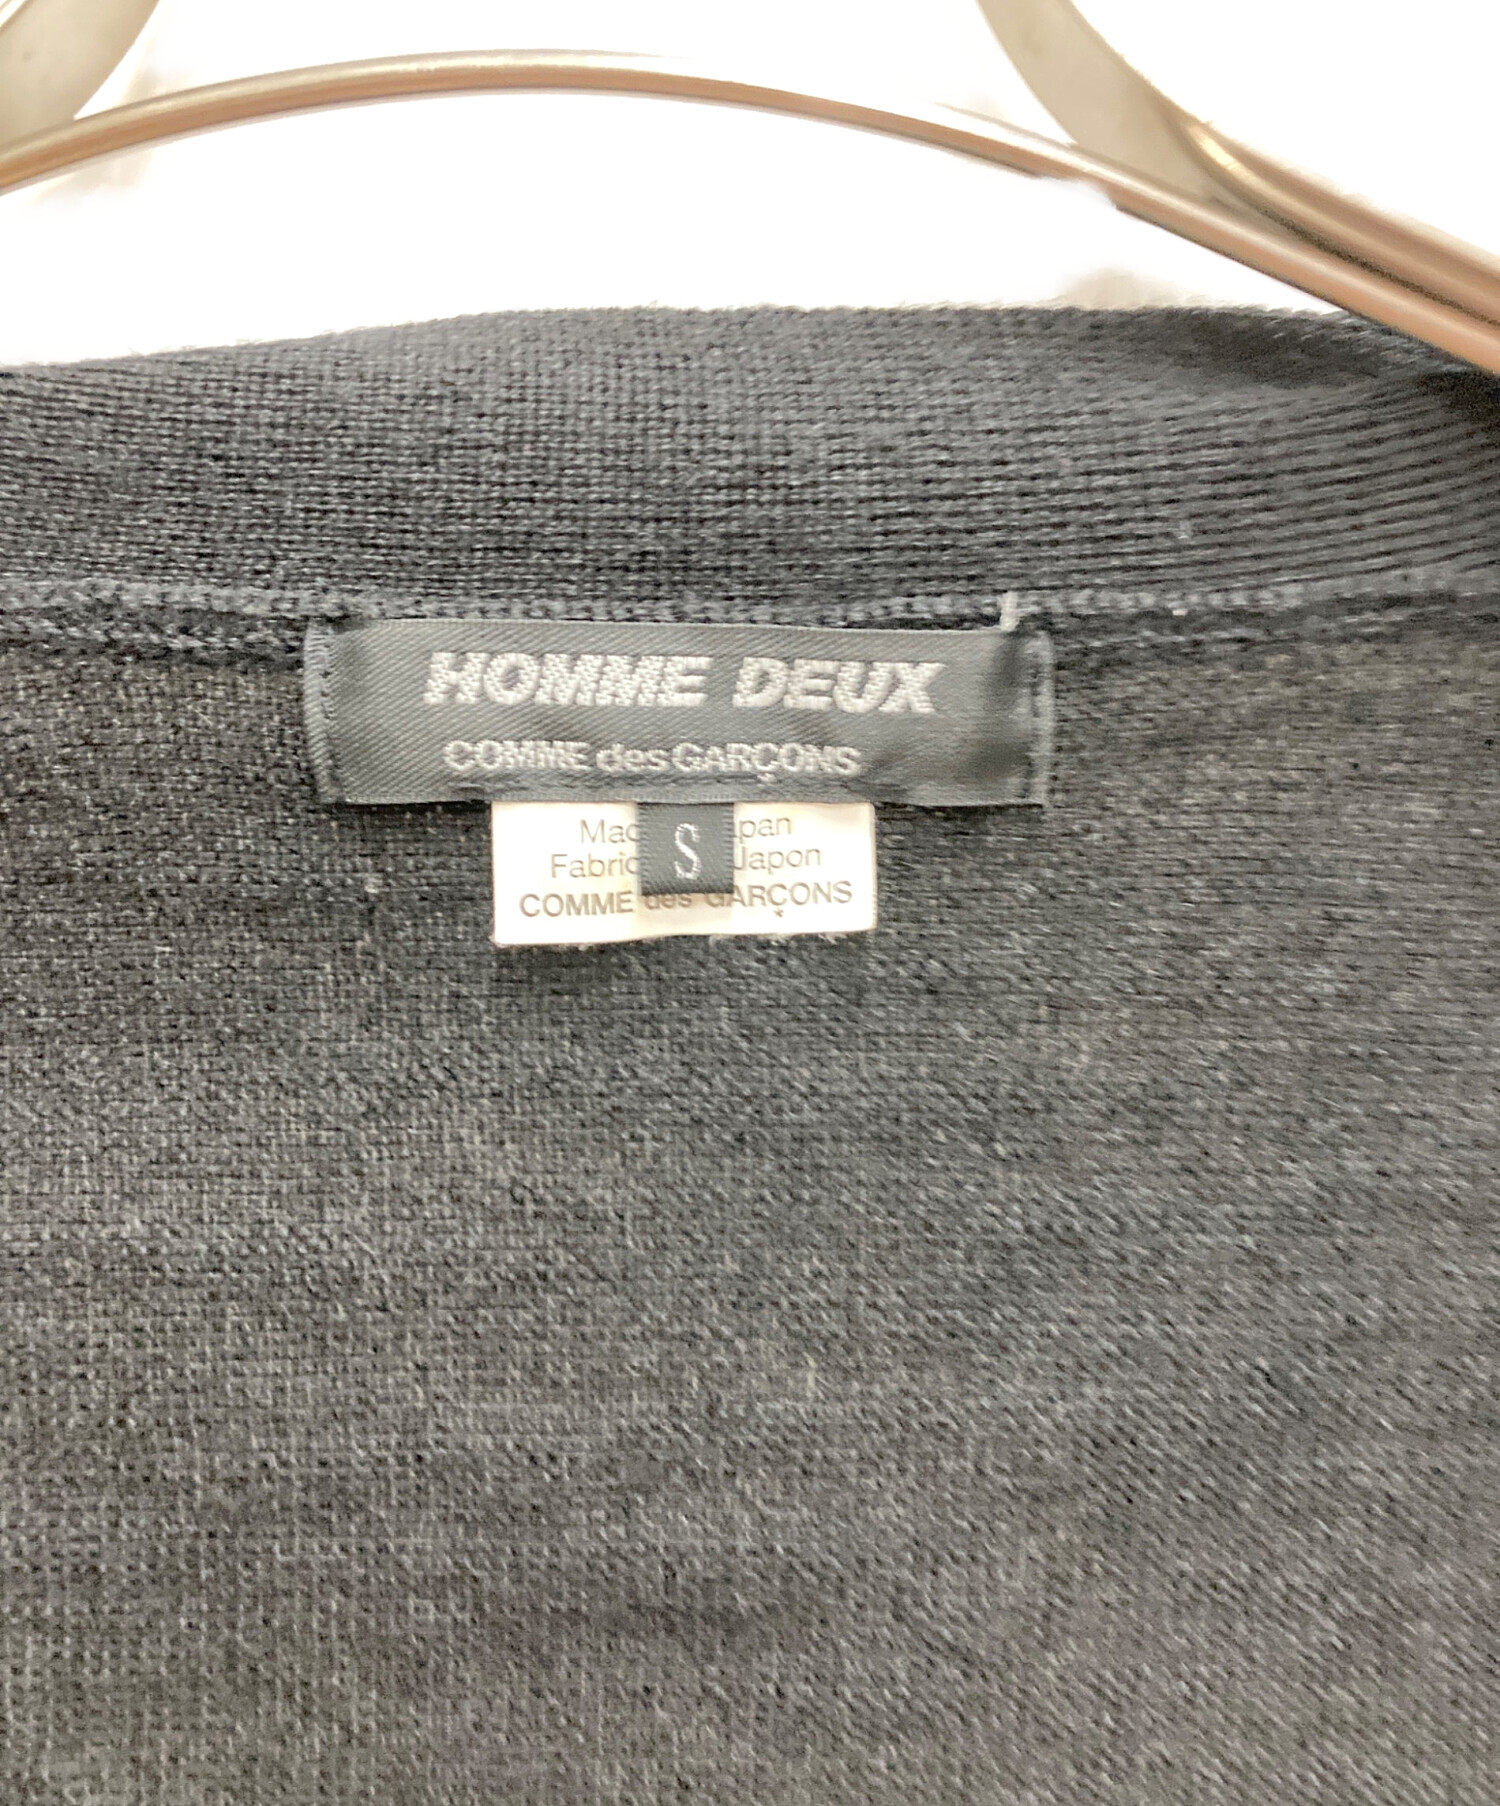 HOMME DEUX
COMME des GARÇONS
S
Mac pan
Fabric Japon
COMME des GARÇONS
*